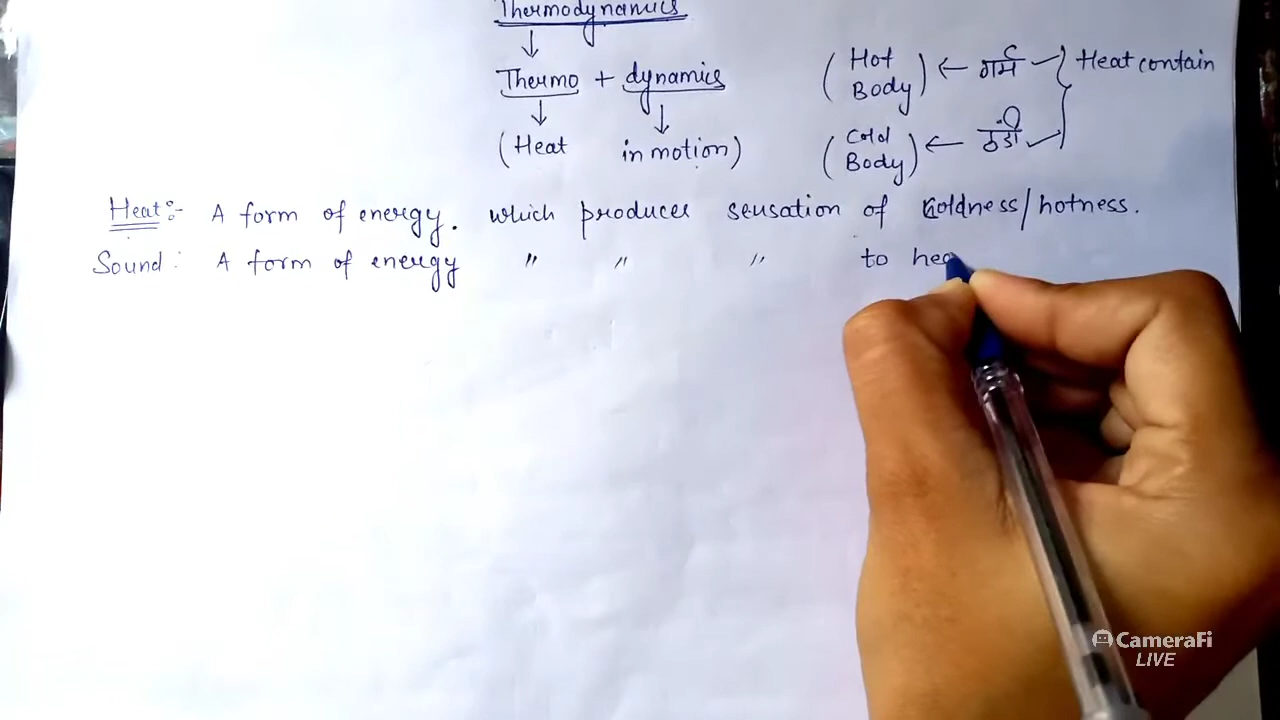 Thermodynamics
↓
Thermo + dynamics
↓ ↓
(Heat in motion)
(Hot Body) ← गर्म
(Cold Body) ← ठंडी
Heat contain
Heat:- A form of energy. which produces sensation of coldness/hotness.
Sound: A form of energy " " " to hea
CameraFi
LIVE